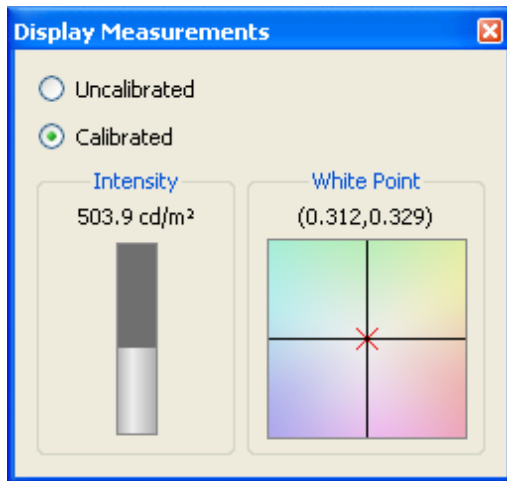 Display Measurements
Uncalibrated
Calibrated
Intensity
503.9 cd/m²
White Point
(0.312,0.329)